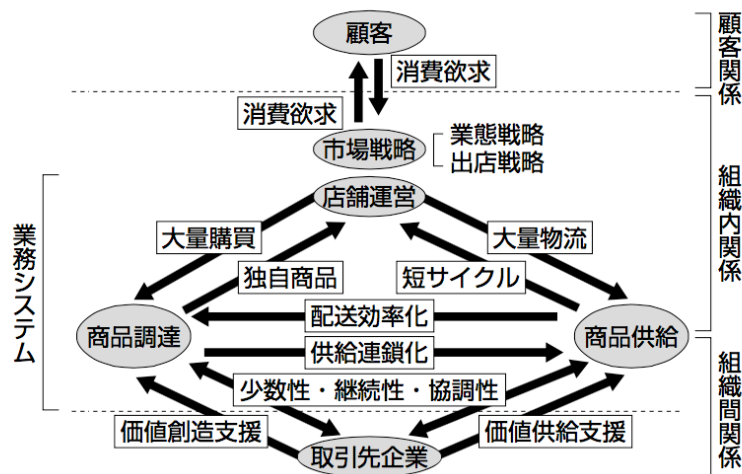 顧客
顧客関係
消費欲求
消費欲求
市場戦略
業態戦略
出店戦略
店舗運営
組織内関係
業務システム
大量購買
大量物流
独自商品
短サイクル
配送効率化
商品調達
商品供給
供給連鎖化
少数性・継続性・協調性
組織間関係
価値創造支援
価値供給支援
取引先企業